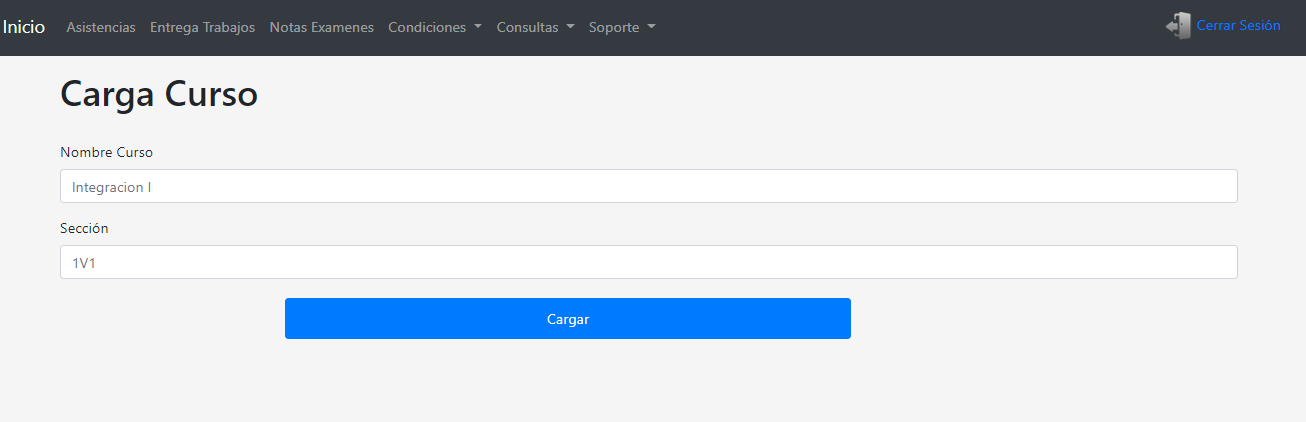 Inicio Asistencias Entrega Trabajos Notas Examenes Condiciones Consultas Soporte Cerrar Sesión
Carga Curso
Nombre Curso
Integracion I
Sección
1V1
Cargar